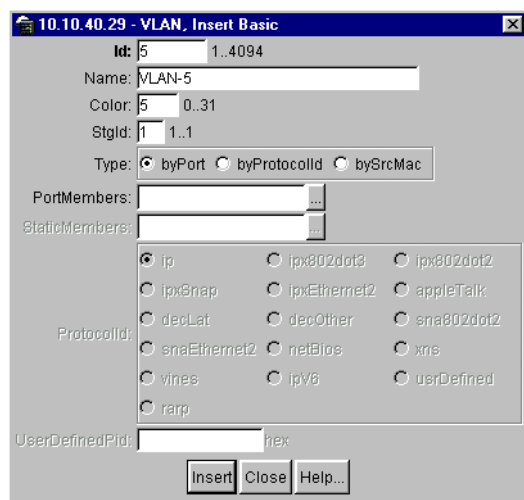 10.10.40.29 - VLAN, Insert Basic
Id: 5 1..4094
Name: VLAN-5
Color: 5 0..31
StgId: 1 1..1
Type: byPort byProtocolId bySrcMac
PortMembers: ...
StaticMembers: ...
ProtocolId:
ip ipx802dot3 ipx802dot2
ipxSnap ipxEthernet2 appleTalk
decLat decOther sna802dot2
snaEthernet2 netBios xns
vines ipV6 usrDefined
rarp
UserDefinedPid: hex
Insert Close Help...